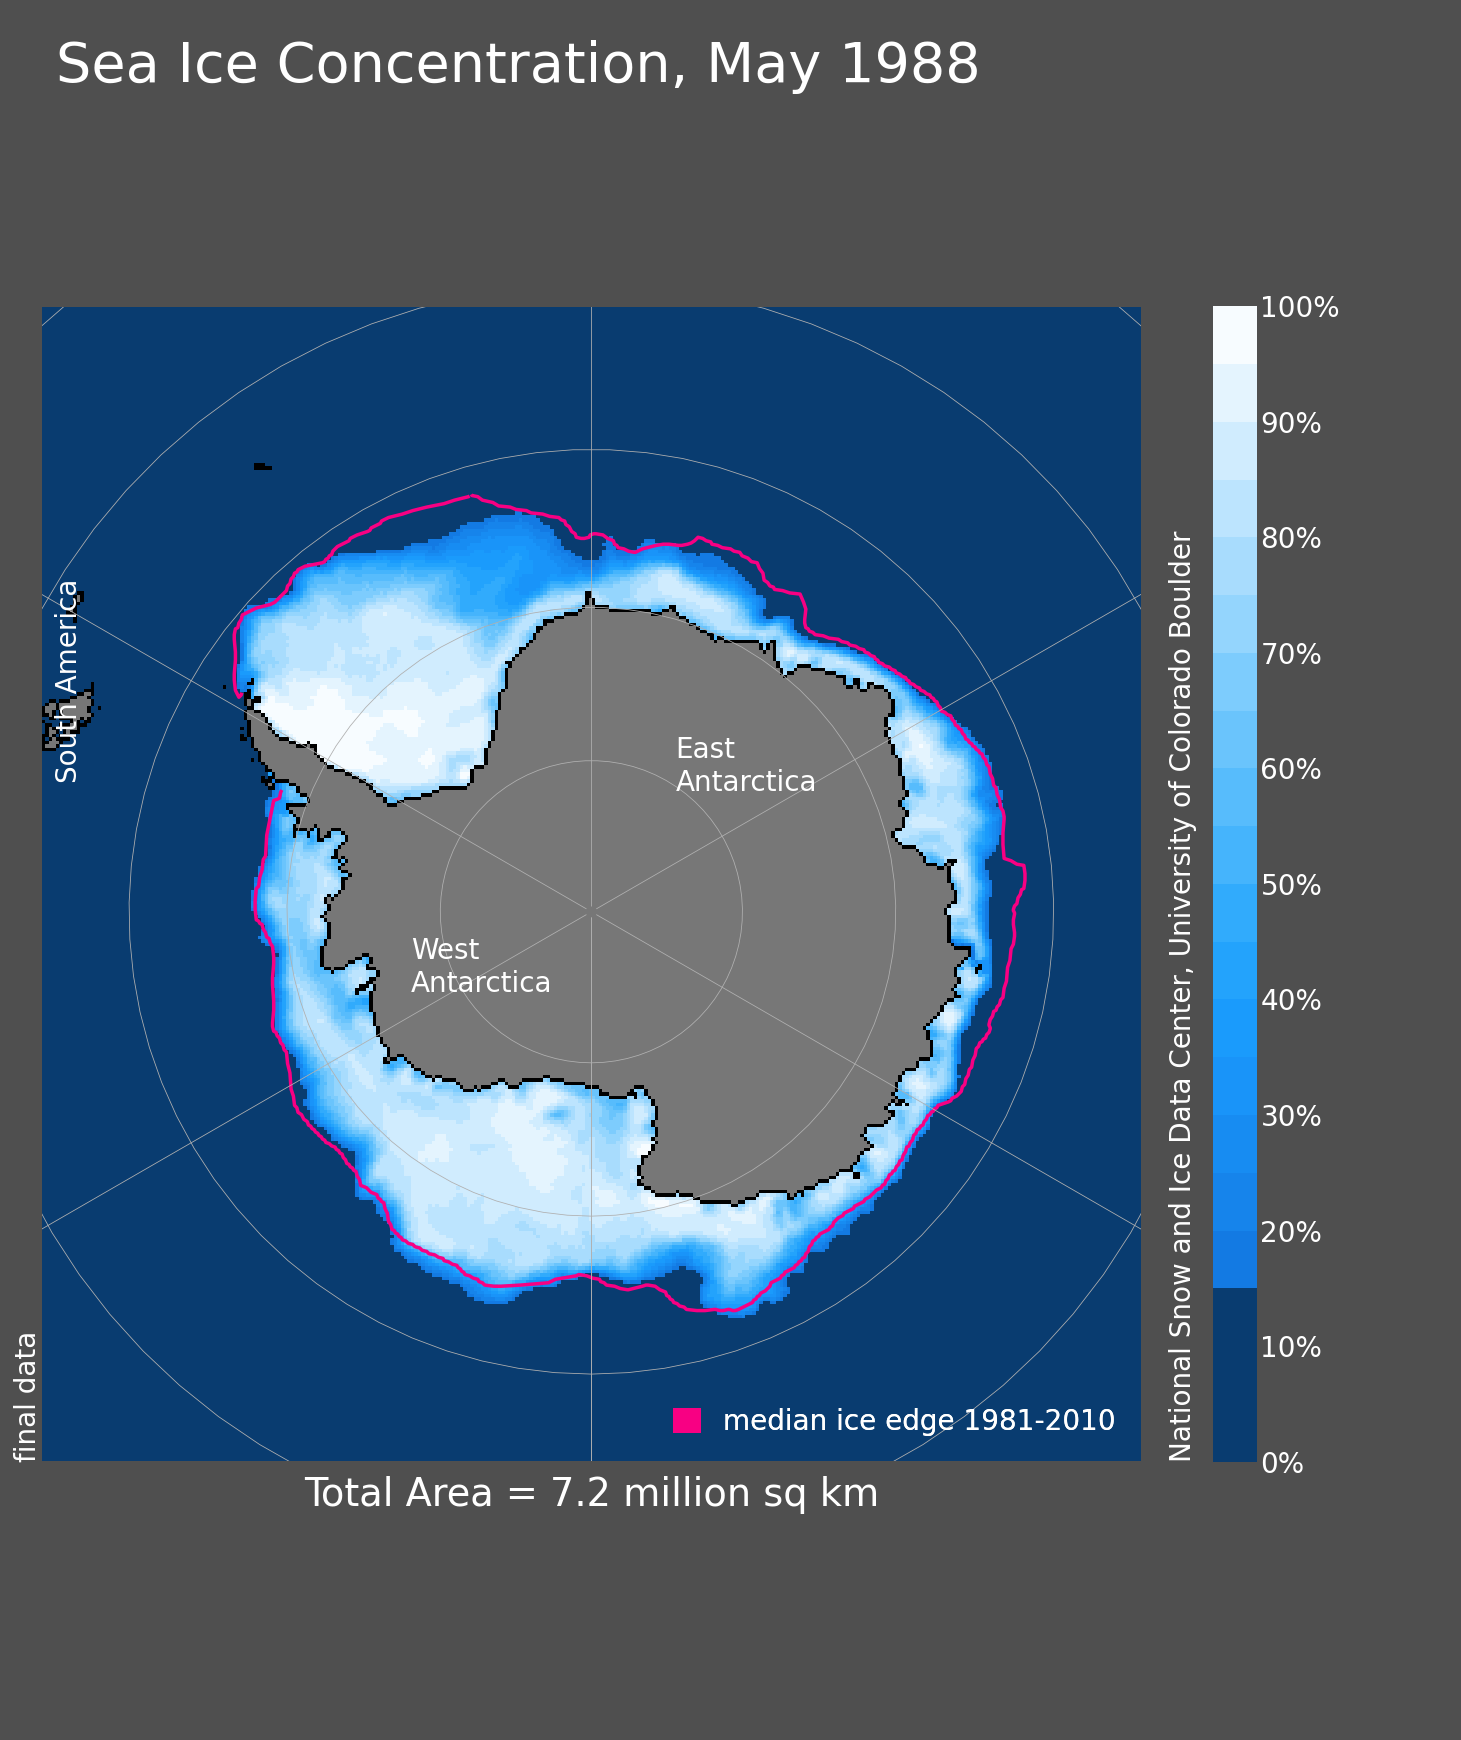 Sea Ice Concentration, May 1988
South America
East
Antarctica
West
Antarctica
median ice edge 1981-2010
final data
Total Area = 7.2 million sq km
100%
90%
80%
70%
60%
50%
40%
30%
20%
10%
0%
National Snow and Ice Data Center, University of Colorado Boulder